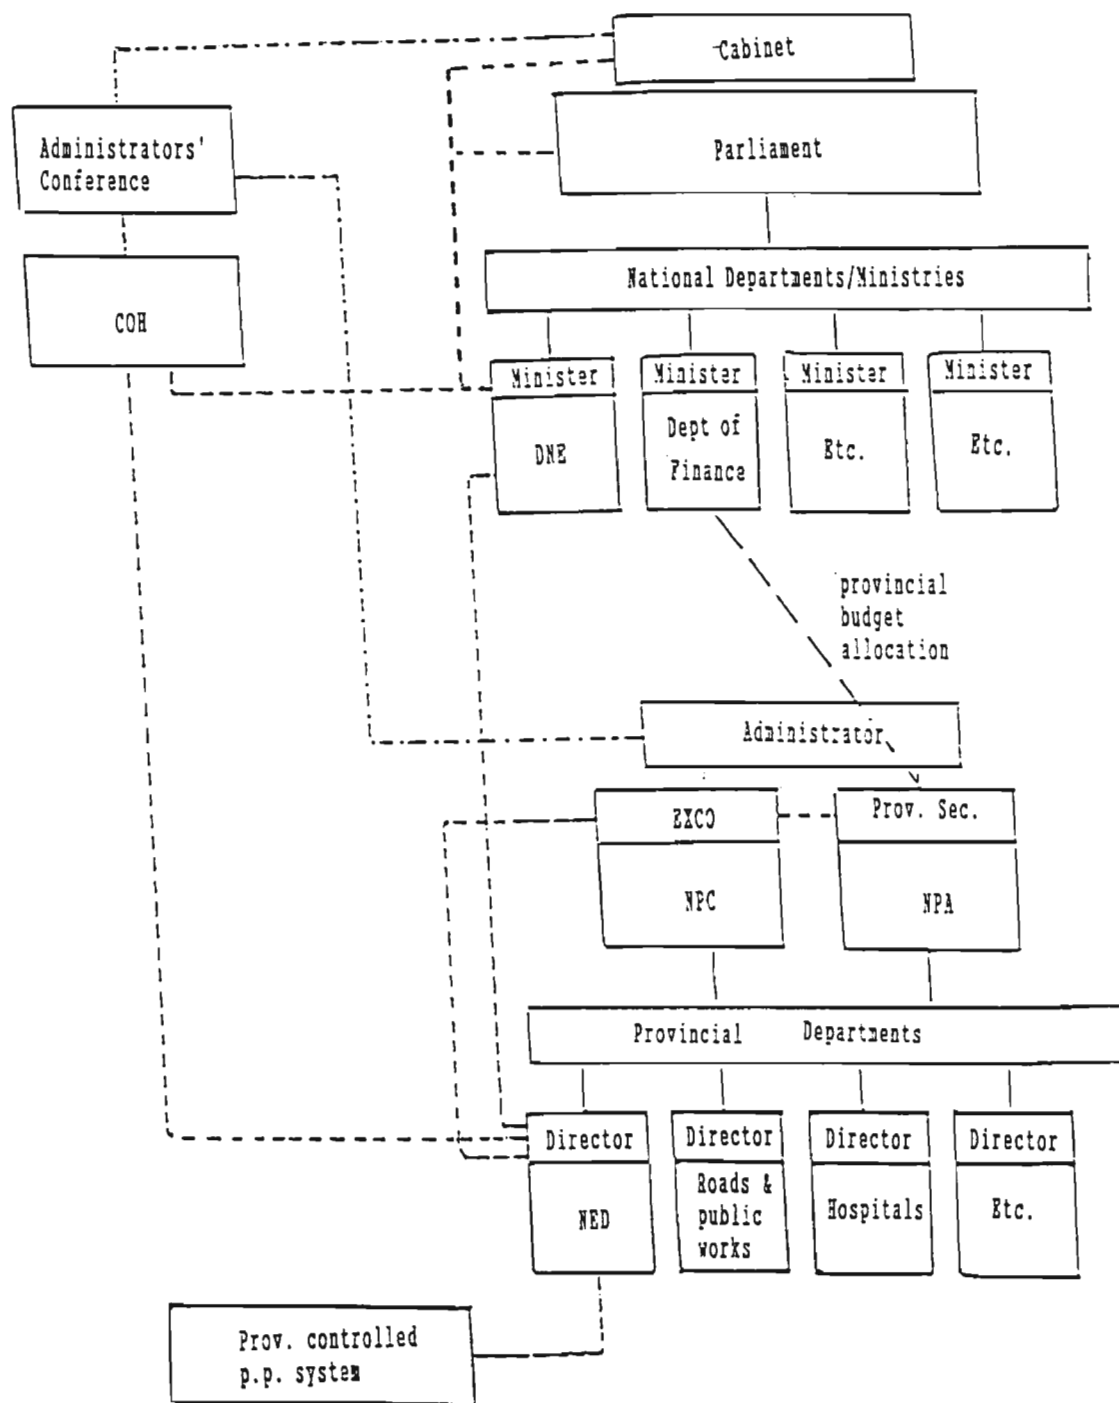 Cabinet
Parliament
Administrators'
Conference
COH
National Departments/Ministries
Minister
Minister
Minister
Minister
DNE
Dept of
Finance
Etc.
Etc.
provincial
budget
allocation
Administrator
EXCO
Prov. Sec.
NPC
NPA
Provincial Departments
Director
Director
Director
Director
NED
Roads &
public
works
Hospitals
Etc.
Prov. controlled
p.p. system